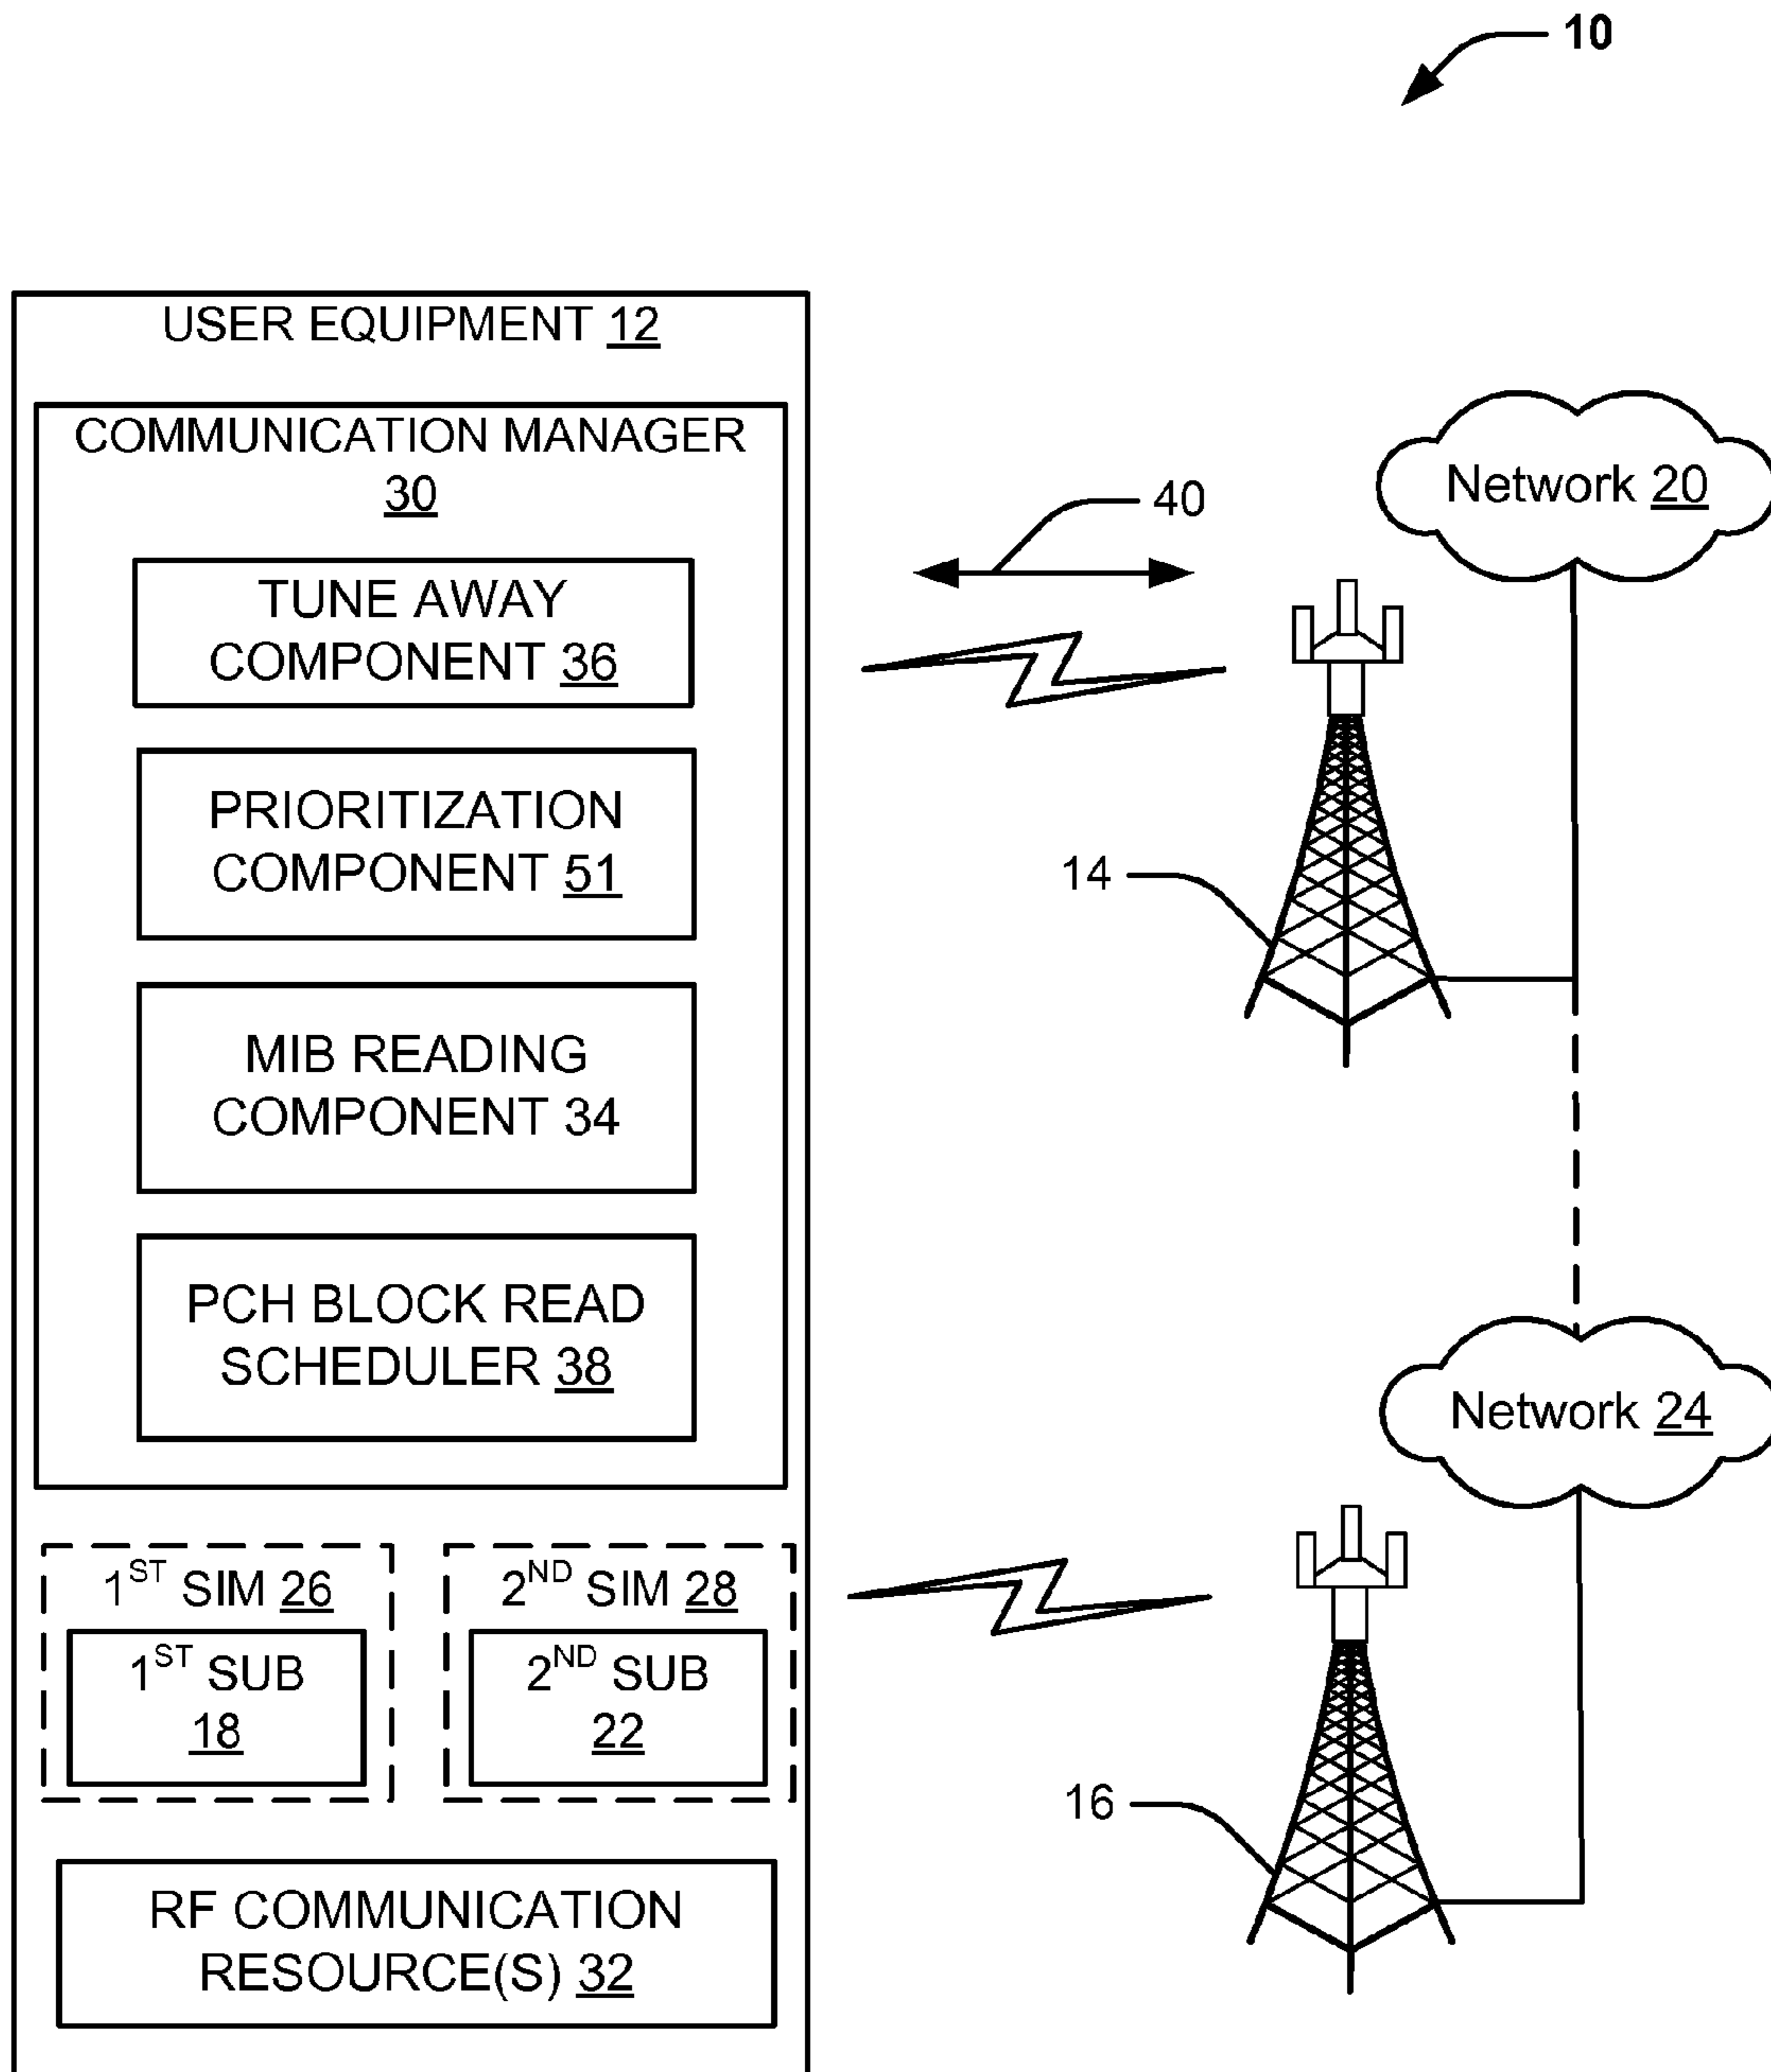 10
USER EQUIPMENT 12
COMMUNICATION MANAGER
30
TUNE AWAY
COMPONENT 36
PRIORITIZATION
COMPONENT 51
MIB READING
COMPONENT 34
PCH BLOCK READ
SCHEDULER 38
1ST SIM 26
1ST SUB
18
2ND SIM 28
2ND SUB
22
RF COMMUNICATION
RESOURCE(S) 32
40
Network 20
14
Network 24
16